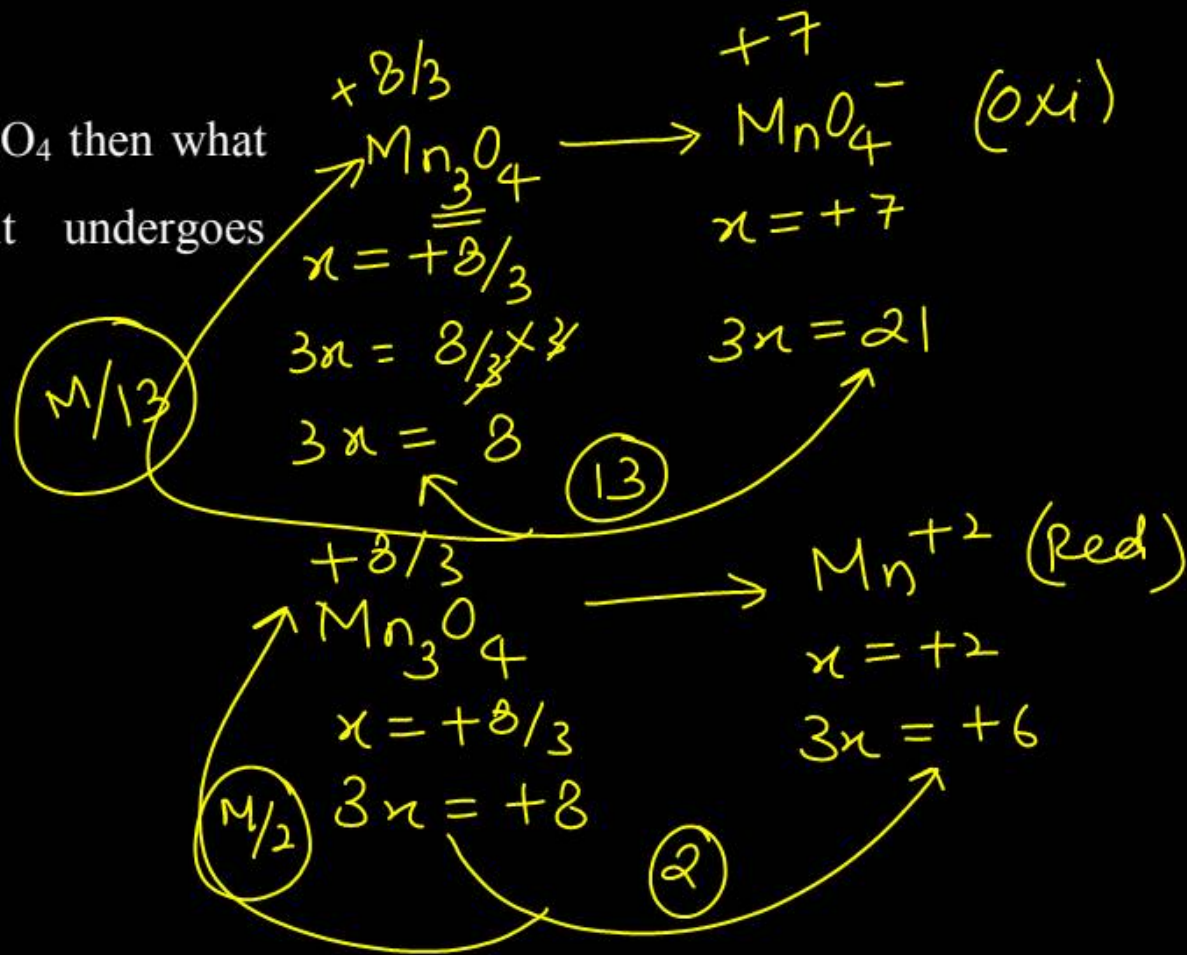 O₄ then what
t undergoes
+8/3
Mn₃O₄ ⟶ MnO₄⁻ (oxi)
+7
x = +8/3
x = +7
3x = 8/3×3
3x = 21
3x = 8
M/13
13
+8/3
Mn₃O₄ ⟶ Mn⁺² (Red)
x = +8/3
x = +2
3x = +8
3x = +6
M/2
2